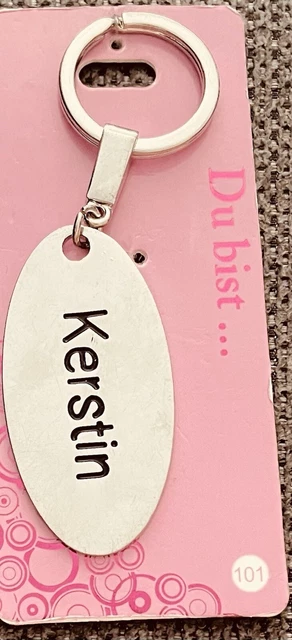 Du bist ...
Kerstin
101